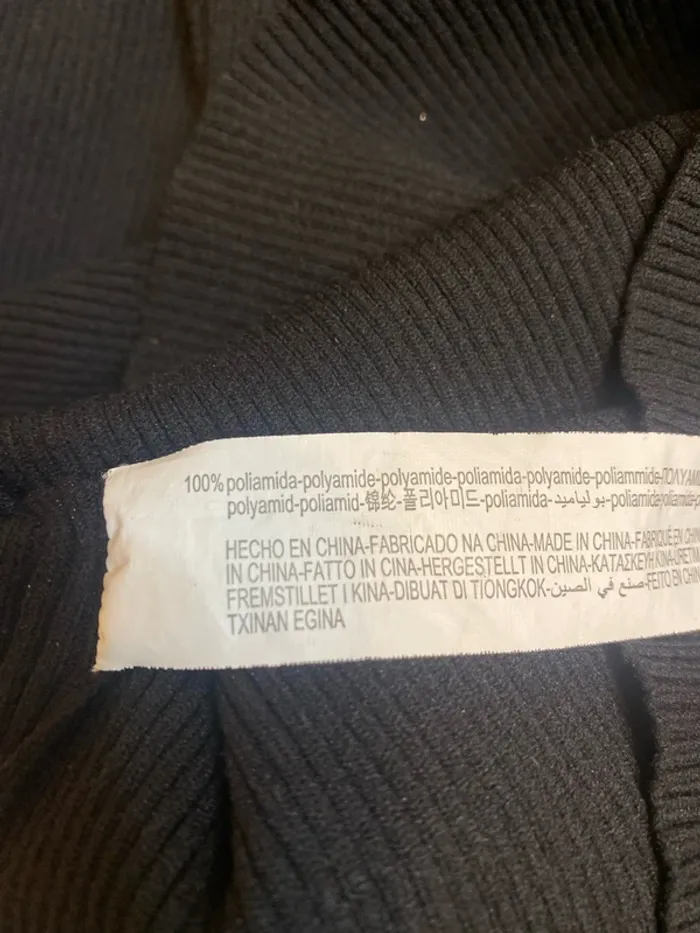 100% poliamida-polyamide-polyamide-poliamida-polyamide-poliammide-
polyamid-poliamid-锦纶-폴리아미드-poliamida-بولياميد-poliamida
HECHO EN CHINA-FABRICADO NA CHINA-MADE IN CHINA-FABRIQUÉ EN
IN CHINA-FATTO IN CINA-HERGESTELLT IN CHINA-ΚΑΤΑΣΚΕΥΗ
FREMSTILLET I KINA-DIBUAT DI TIONGKOK-صنع في الصين-FEITO EN
TXINAN EGINA